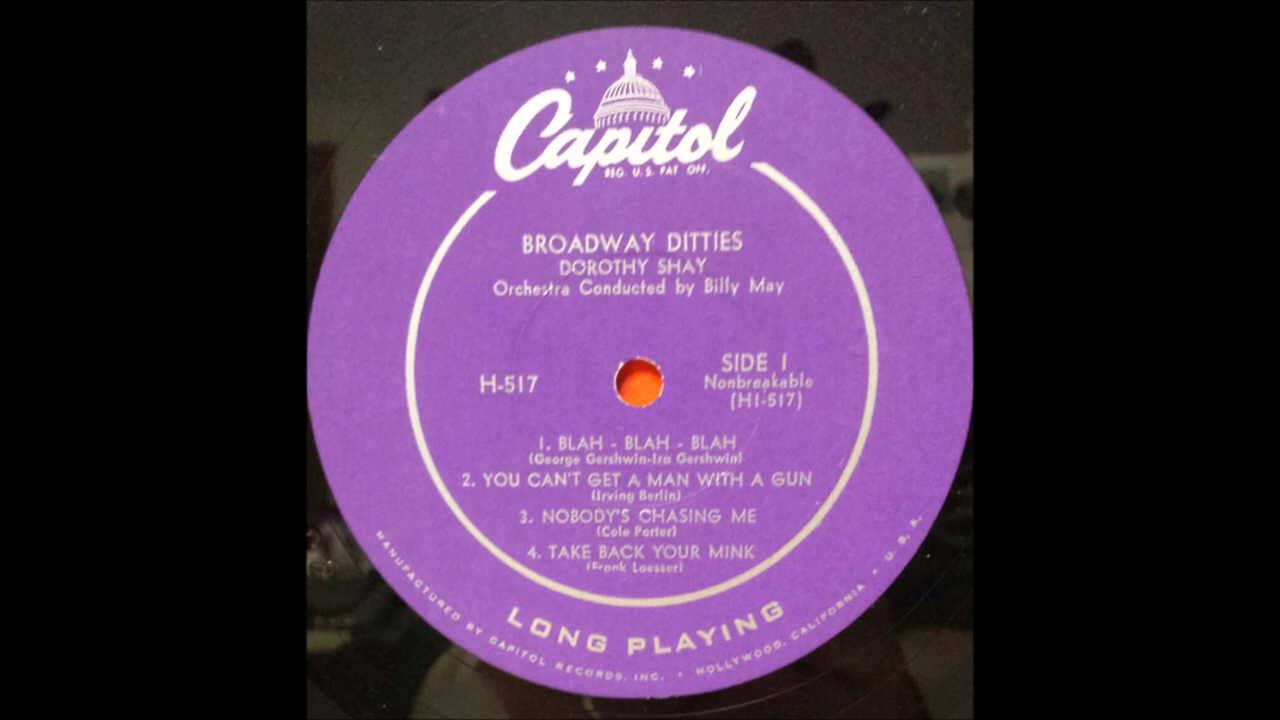 Capitol
REG. U.S. PAT. OFF.
BROADWAY DITTIES
DOROTHY SHAY
Orchestra Conducted by Billy May
H-517
SIDE 1
Nonbreakable
(H1-517)
1. BLAH - BLAH - BLAH
(George Gershwin-Ira Gershwin)
2. YOU CAN'T GET A MAN WITH A GUN
(Irving Berlin)
3. NOBODY'S CHASING ME
(Cole Porter)
4. TAKE BACK YOUR MINK
(Frank Loesser)
LONG PLAYING
MANUFACTURED BY CAPITOL RECORDS, INC. • HOLLYWOOD, CALIFORNIA • U. S. A.